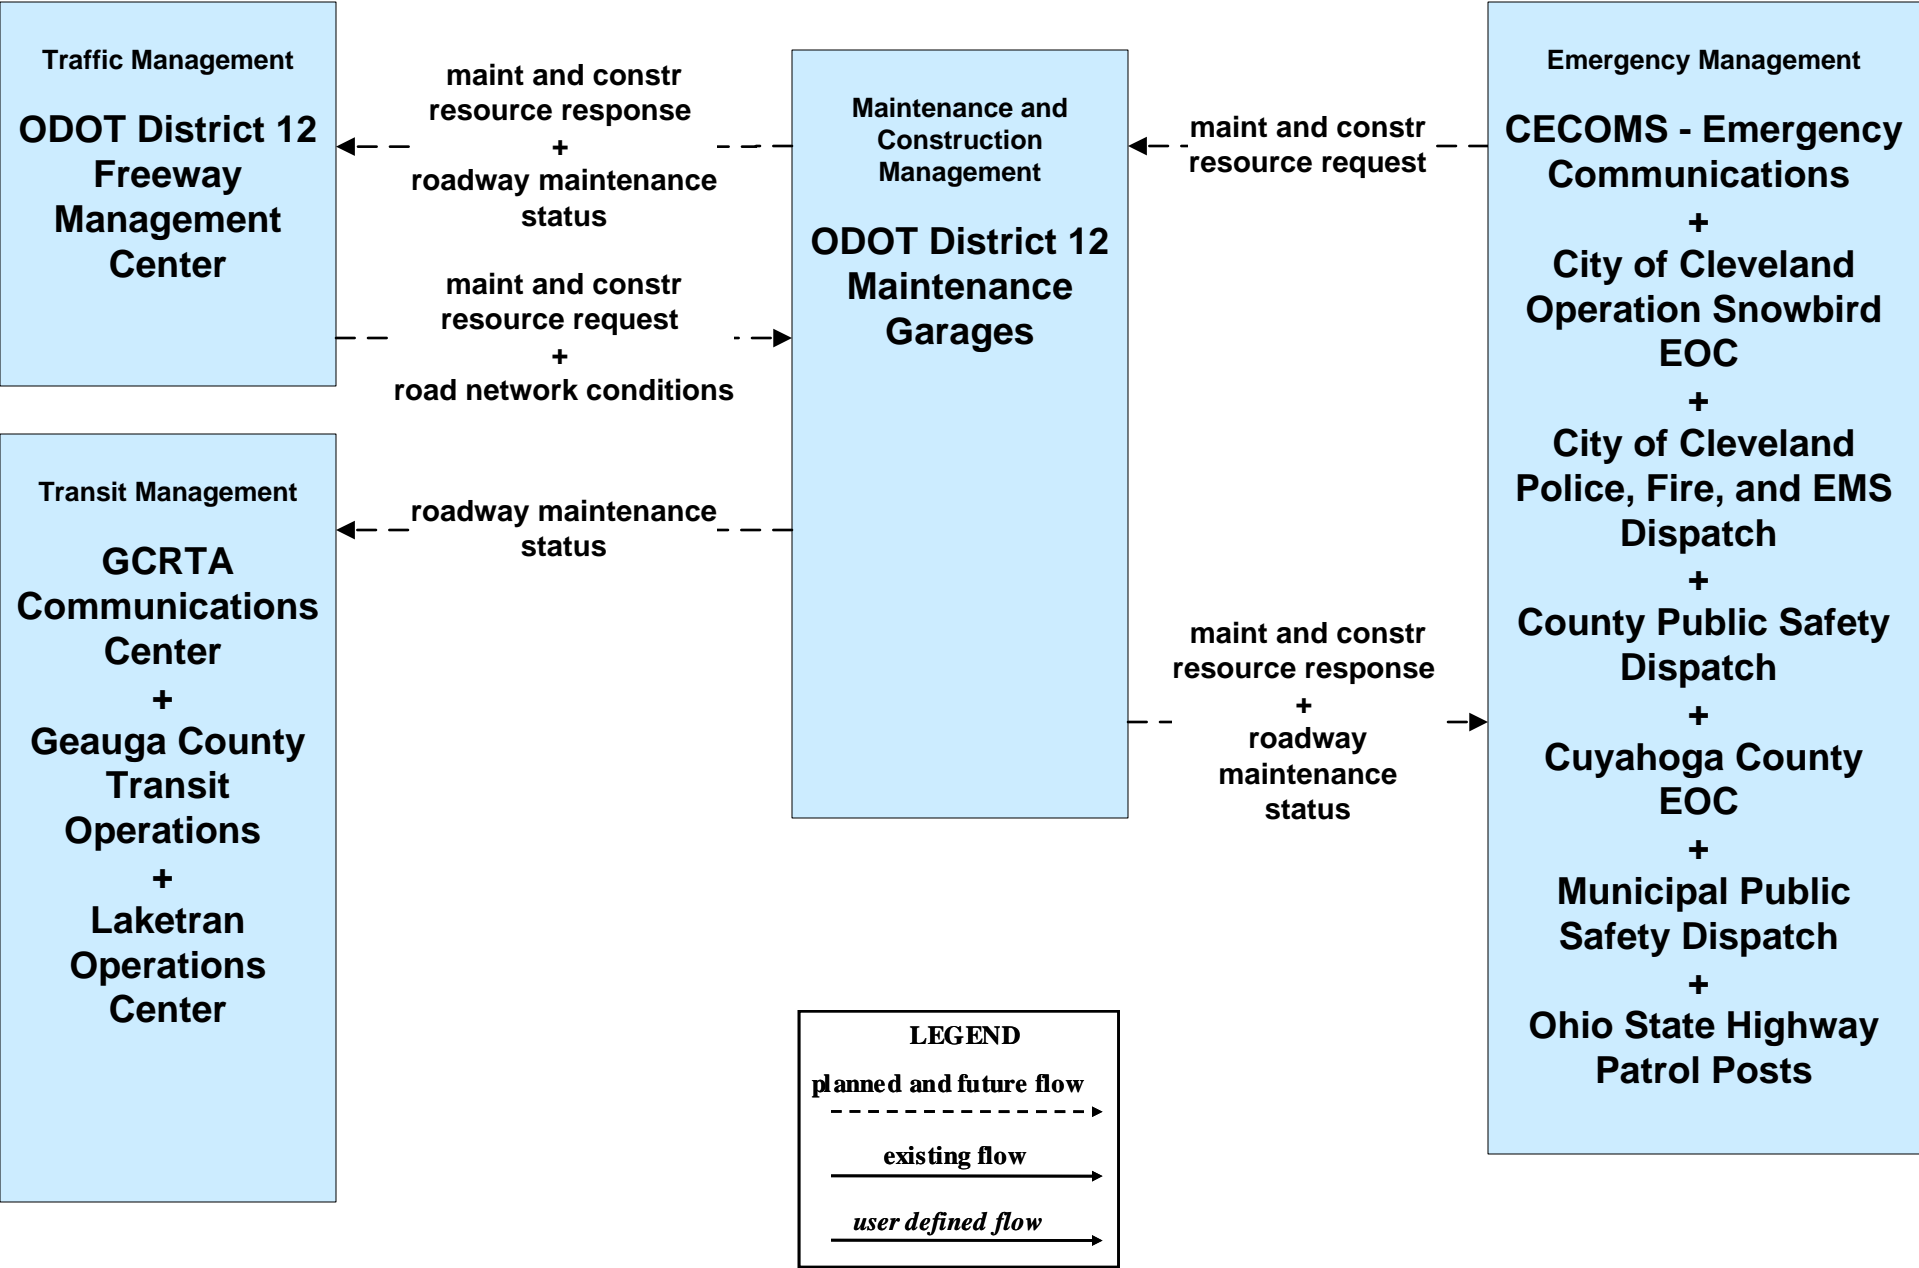 Traffic Management
ODOT District 12
Freeway
Management
Center
maint and constr
resource response
+
roadway maintenance
status
maint and constr
resource request
+
road network conditions
Transit Management
GCRTA
Communications
Center
+
Geauga County
Transit
Operations
+
Laketran
Operations
Center
roadway maintenance
status
Maintenance and
Construction
Management
ODOT District 12
Maintenance
Garages
maint and constr
resource request
maint and constr
resource response
+
roadway
maintenance
status
Emergency Management
CECOMS - Emergency
Communications
+
City of Cleveland
Operation Snowbird
EOC
+
City of Cleveland
Police, Fire, and EMS
Dispatch
+
County Public Safety
Dispatch
+
Cuyahoga County
EOC
+
Municipal Public
Safety Dispatch
+
Ohio State Highway
Patrol Posts
LEGEND
planned and future flow
existing flow
user defined flow